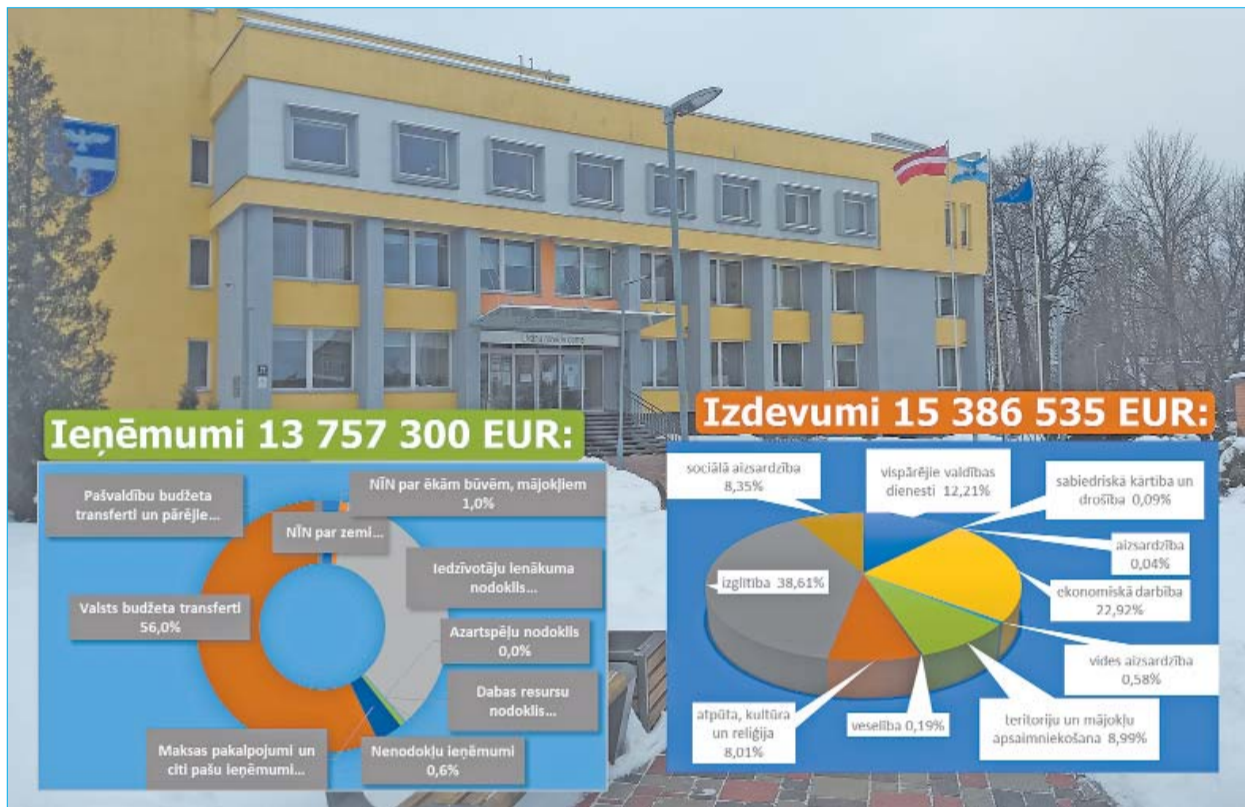 Ieņēmumi 13 757 300 EUR:
Pašvaldību budžeta
transferti un pārējie...
NĪN par ēkām būvēm, mājokļiem
1,0%
NĪN par zemi...
Iedzīvotāju ienākuma
nodoklis...
Valsts budžeta transferti
56,0%
Azartspēļu nodoklis
0,0%
Dabas resursu
nodoklis...
Maksas pakalpojumi un
citi pašu ieņēmumi...
Nenodokļu ieņēmumi
0,6%
Izdevumi 15 386 535 EUR:
sociālā aizsardzība
8,35%
vispārējie valdības
dienesti 12,21%
sabiedriskā kārtība un
drošība 0,09%
aizsardzība
0,04%
izglītība 38,61%
ekonomiskā darbība
22,92%
vides aizsardzība
0,58%
atpūta, kultūra
un reliģija
8,01%
veselība 0,19%
teritoriju un mājokļu
apsaimniekošana 8,99%